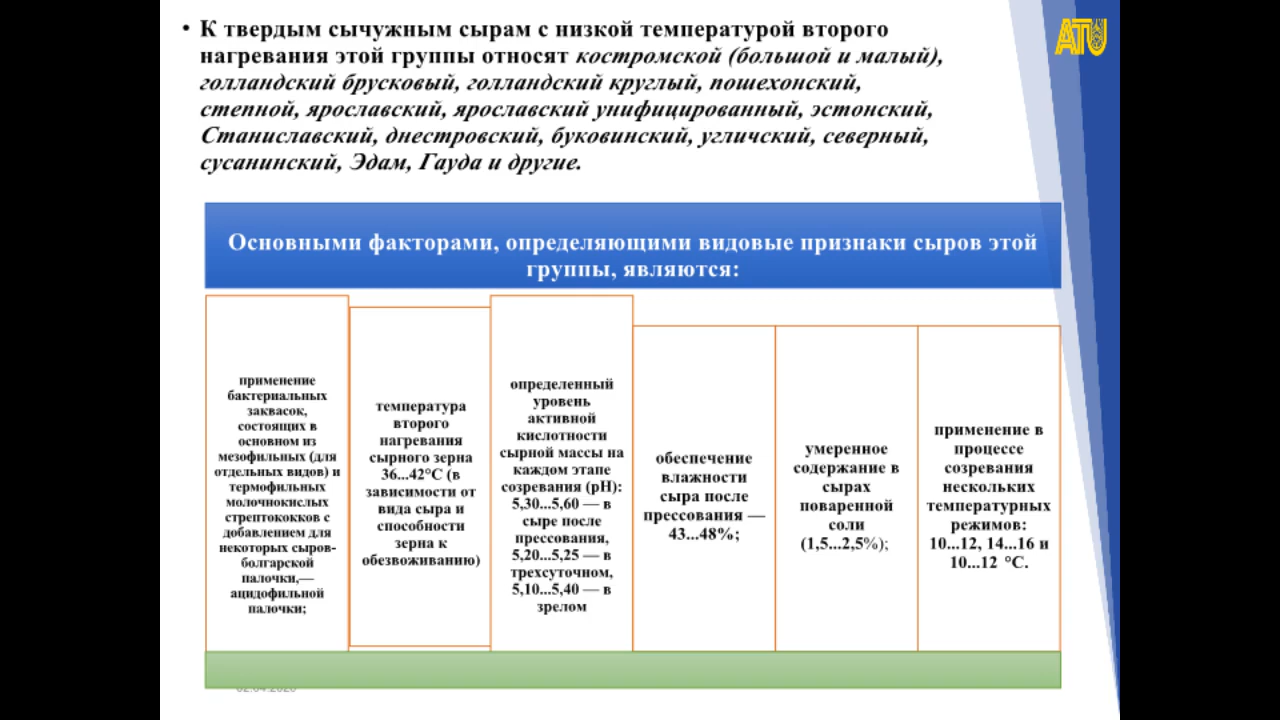 • К твердым сычужным сырам с низкой температурой второго
нагревания этой группы относят костромской (большой и малый),
голландский брусковый, голландский круглый, пошехонский,
степной, ярославский, ярославский унифицированный, эстонский,
Станиславский, днестровский, буковинский, угличский, северный,
сусанинский, Эдам, Гауда и другие.
ATU
Основными факторами, определяющими видовые признаки сыров этой
группы, являются:
применение
бактериальных
заквасок,
состоящих в
основном из
мезофильных (для
отдельных видов) и
термофильных
молочнокислых
стрептококков с
добавлением для
некоторых сыров-
болгарской
палочки,—
ацидофильной
палочки;
температура
второго
нагревания
сырного зерна
36...42°С (в
зависимости от
вида сыра и
способности
зерна к
обезвоживанию)
определенный
уровень
активной
кислотности
сырной массы на
каждом этапе
созревания (рН):
5,30...5,60 — в
сыре после
прессования,
5,20...5,25 — в
трехсуточном,
5,10...5,40 — в
зрелом
обеспечение
влажности
сыра после
прессования —
43...48%;
умеренное
содержание в
сырах
поваренной
соли
(1,5...2,5%);
применение в
процессе
созревания
нескольких
температурных
режимов:
10...12, 14...16 и
10...12 °С.